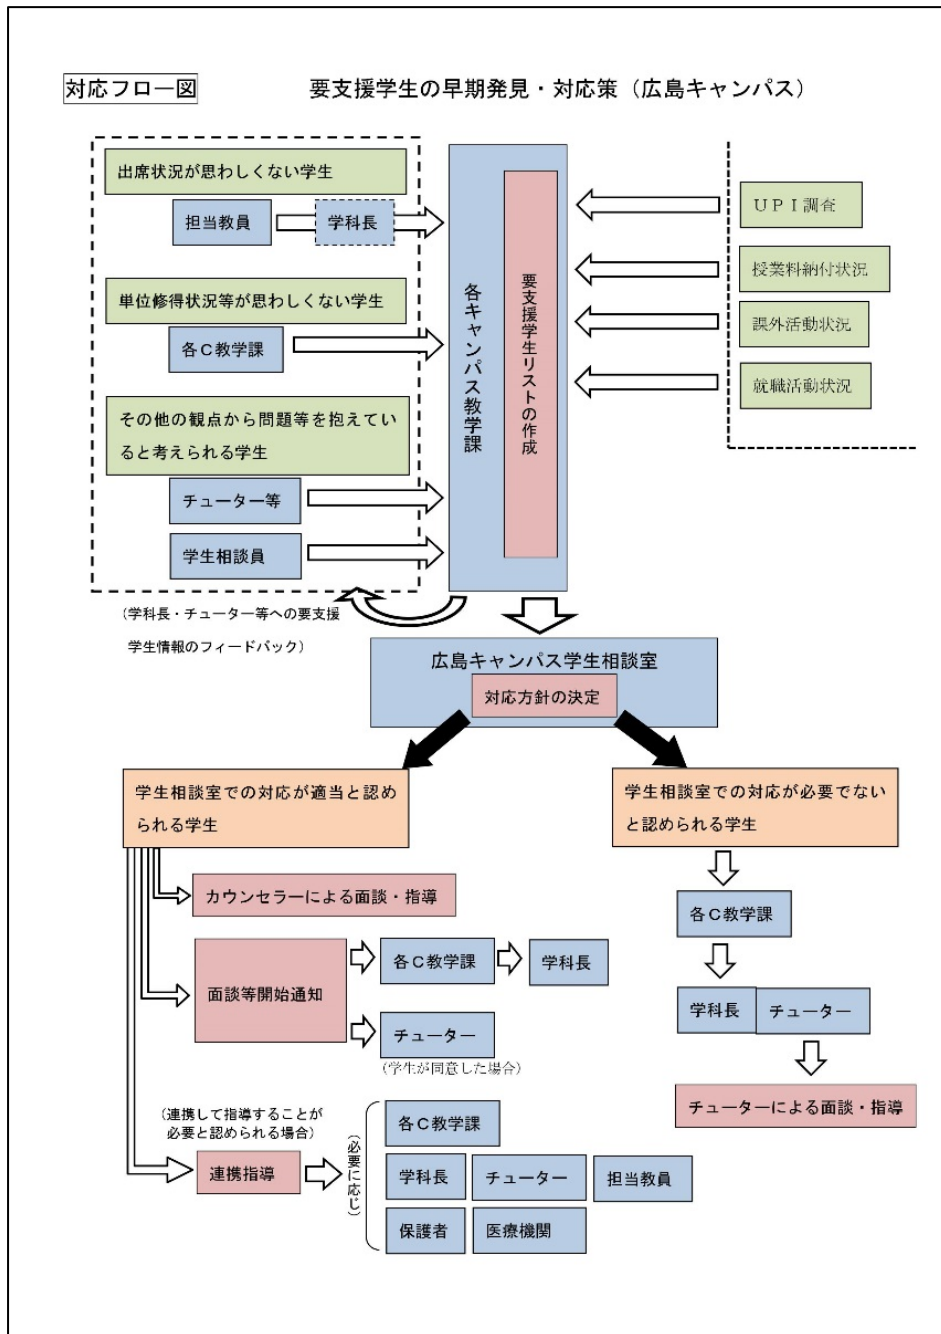 対応フロー図
要支援学生の早期発見・対応策（広島キャンパス）
出席状況が思わしくない学生
担当教員
学科長
単位修得状況等が思わしくない学生
各Ｃ教学課
その他の観点から問題等を抱えてい
ると考えられる学生
チューター等
学生相談員
各キャンパス教学課
要支援学生リストの作成
ＵＰＩ調査
授業料納付状況
課外活動状況
就職活動状況
（学科長・チューター等への要支援
学生情報のフィードバック）
広島キャンパス学生相談室
対応方針の決定
学生相談室での対応が適当と認め
られる学生
カウンセラーによる面談・指導
面談等開始通知
各Ｃ教学課
学科長
チューター
（学生が同意した場合）
（連携して指導することが
必要と認められる場合）
連携指導
（必要に応じ）
各Ｃ教学課
学科長
チューター
担当教員
保護者
医療機関
学生相談室での対応が必要でない
と認められる学生
各Ｃ教学課
学科長
チューター
チューターによる面談・指導